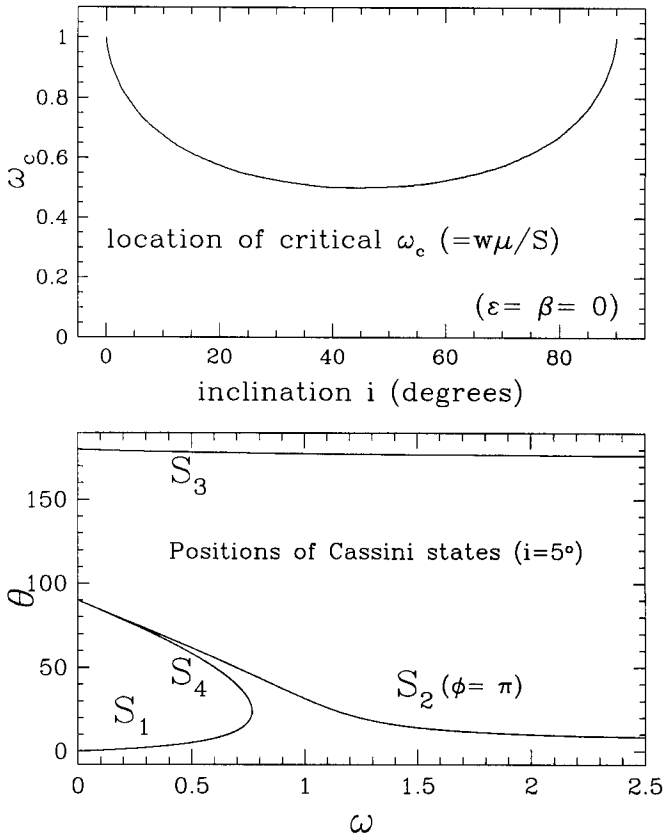 1
0.8
0.6
0.4
0.2
0
ω_c
location of critical ω_c (=wμ/S)
(ε= β= 0)
0 20 40 60 80
inclination i (degrees)
150
100
50
0
θ
S_3
Positions of Cassini states (i=5°)
S_4
S_2 (φ= π)
S_1
0 0.5 1 1.5 2 2.5
ω